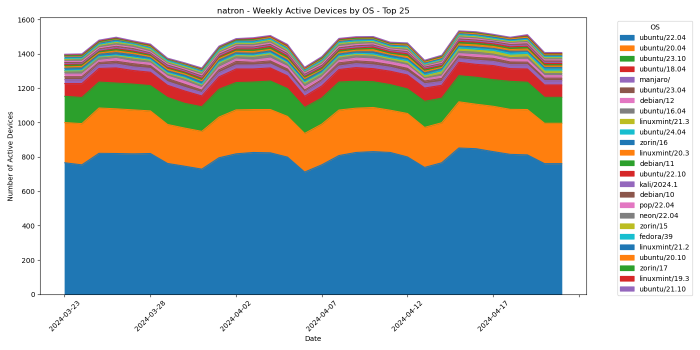 natron - Weekly Active Devices by OS - Top 25
1600
1400
1200
1000
800
600
400
200
0
Number of Active Devices
2024-03-23
2024-03-28
2024-04-02
2024-04-07
2024-04-12
2024-04-17
Date
OS
ubuntu/22.04
ubuntu/20.04
ubuntu/23.10
ubuntu/18.04
manjaro/
ubuntu/23.04
debian/12
ubuntu/16.04
linuxmint/21.3
ubuntu/24.04
zorin/16
linuxmint/20.3
debian/11
ubuntu/22.10
kali/2024.1
debian/10
pop/22.04
neon/22.04
zorin/15
fedora/39
linuxmint/21.2
ubuntu/20.10
zorin/17
linuxmint/19.3
ubuntu/21.10